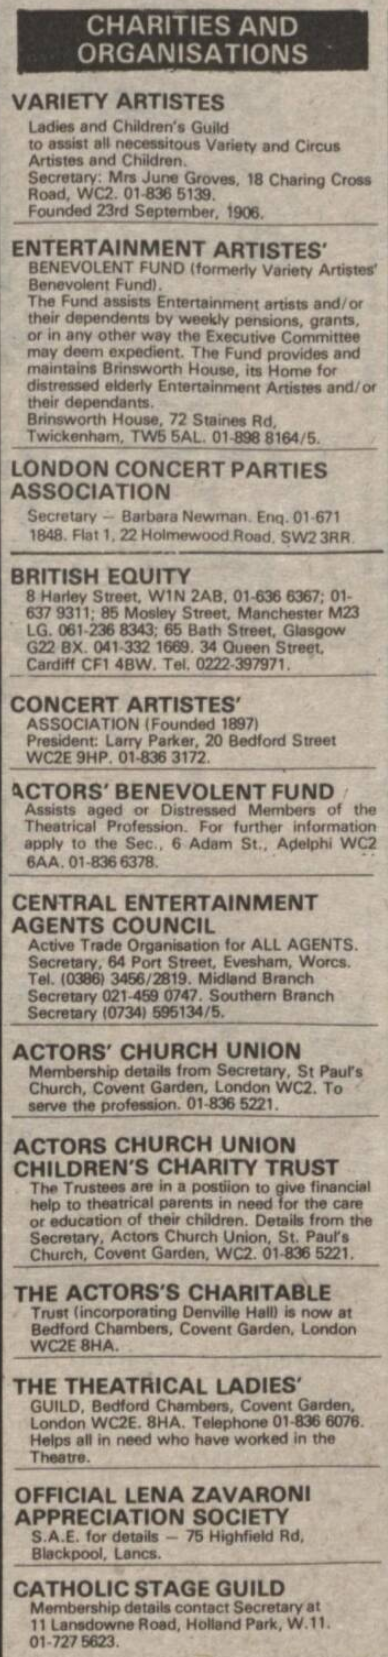 CHARITIES AND
ORGANISATIONS
VARIETY ARTISTES
Ladies and Children's Guild
to assist all necessitous Variety and Circus
Artistes and Children.
Secretary: Mrs June Groves, 18 Charing Cross
Road, WC2. 01-836 5139.
Founded 23rd September, 1906.
ENTERTAINMENT ARTISTES'
BENEVOLENT FUND (formerly Variety Artistes'
Benevolent Fund).
The Fund assists Entertainment artists and/or
their dependents by weekly pensions, grants,
or in any other way the Executive Committee
may deem expedient. The Fund provides and
maintains Brinsworth House, its Home for
distressed elderly Entertainment Artistes and/or
their dependants.
Brinsworth House, 72 Staines Rd,
Twickenham, TW5 5AL. 01-898 8164/5.
LONDON CONCERT PARTIES
ASSOCIATION
Secretary — Barbara Newman. Enq. 01-671
1848. Flat 1, 22 Holmewood Road, SW2 3RR.
BRITISH EQUITY
8 Harley Street, W1N 2AB, 01-636 6367; 01-
637 9311; 85 Mosley Street, Manchester M23
LG. 061-236 8343; 65 Bath Street, Glasgow
G22 BX. 041-332 1669. 34 Queen Street,
Cardiff CF1 4BW. Tel. 0222-397971.
CONCERT ARTISTES'
ASSOCIATION (Founded 1897)
President: Larry Parker, 20 Bedford Street
WC2E 9HP. 01-836 3172.
ACTORS' BENEVOLENT FUND
Assists aged or Distressed Members of the
Theatrical Profession. For further information
apply to the Sec., 6 Adam St., Adelphi WC2
6AA. 01-836 6378.
CENTRAL ENTERTAINMENT
AGENTS COUNCIL
Active Trade Organisation for ALL AGENTS.
Secretary, 64 Port Street, Evesham, Worcs.
Tel. (0386) 3456/2819. Midland Branch
Secretary 021-459 0747. Southern Branch
Secretary (0734) 595134/5.
ACTORS' CHURCH UNION
Membership details from Secretary, St Paul's
Church, Covent Garden, London WC2. To
serve the profession. 01-836 5221.
ACTORS CHURCH UNION
CHILDREN'S CHARITY TRUST
The Trustees are in a postiion to give financial
help to theatrical parents in need for the care
or education of their children. Details from the
Secretary, Actors Church Union, St. Paul's
Church, Covent Garden, WC2. 01-836 5221.
THE ACTORS'S CHARITABLE
Trust (incorporating Denville Hall) is now at
Bedford Chambers, Covent Garden, London
WC2E 8HA.
THE THEATRICAL LADIES'
GUILD, Bedford Chambers, Covent Garden,
London WC2E. 8HA. Telephone 01-836 6076.
Helps all in need who have worked in the
Theatre.
OFFICIAL LENA ZAVARONI
APPRECIATION SOCIETY
S.A.E. for details — 75 Highfield Rd,
Blackpool, Lancs.
CATHOLIC STAGE GUILD
Membership details contact Secretary at
11 Lansdowne Road, Holland Park, W.11.
01-727 5623.